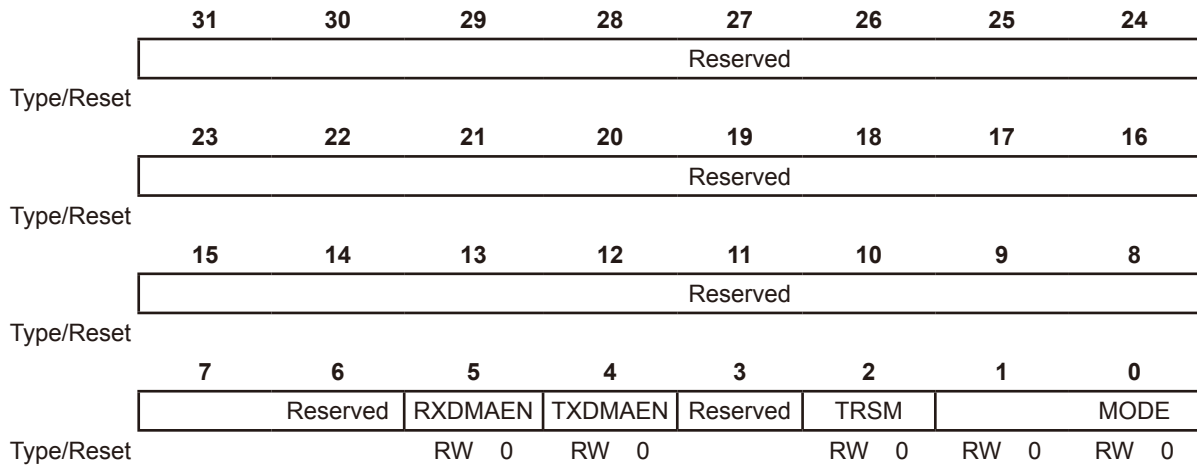 31 30 29 28 27 26 25 24
Reserved
Type/Reset
23 22 21 20 19 18 17 16
Reserved
Type/Reset
15 14 13 12 11 10 9 8
Reserved
Type/Reset
7 6 5 4 3 2 1 0
Reserved RXDMAEN TXDMAEN Reserved TRSM MODE
Type/Reset RW 0 RW 0 RW 0 RW 0 RW 0